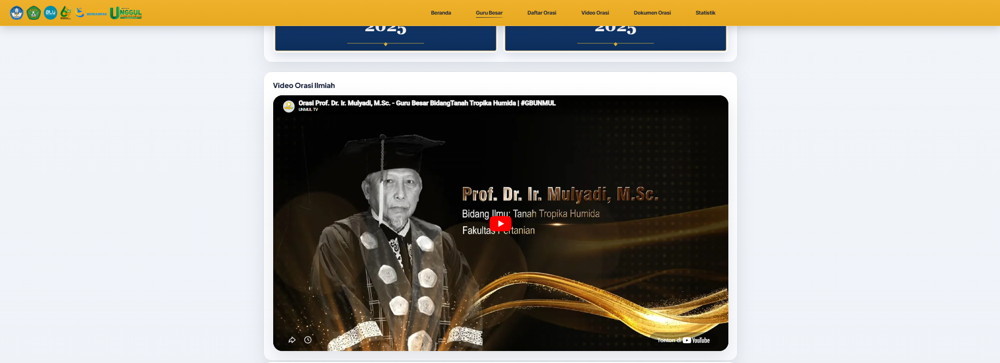 BLU
BERDAMPAK
UNGGUL
Beranda
Guru Besar
Daftar Orasi
Video Orasi
Dokumen Orasi
Statistik
2025
2025
Video Orasi Ilmiah
Orasi Prof. Dr. Ir. Mulyadi, M.Sc. - Guru Besar BidangTanah Tropika Humida | #GBUNMUL
UNMUL TV
Prof. Dr. Ir. Mulyadi, M.Sc.
Bidang Ilmu: Tanah Tropika Humida
Fakultas Pertanian
Tonton di YouTube